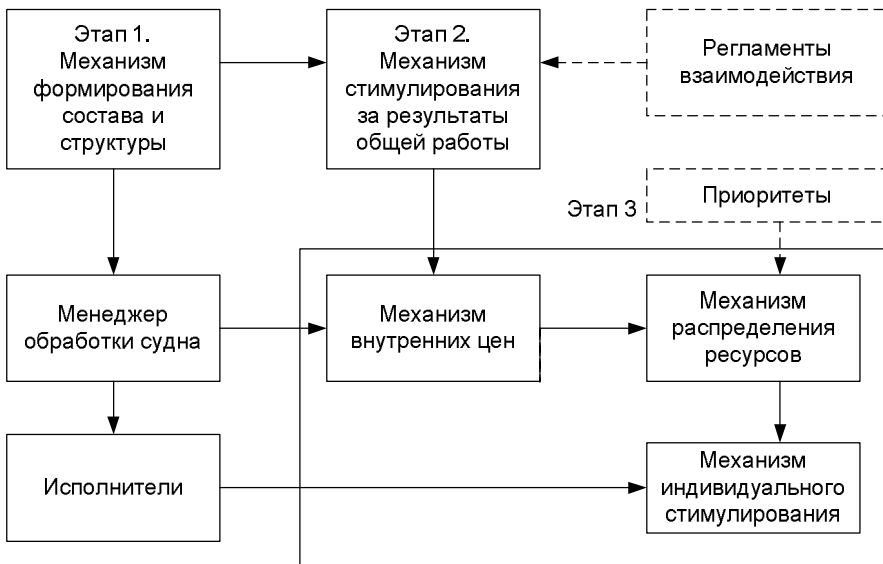 Этап 1.
Механизм
формирования
состава и
структуры
Этап 2.
Механизм
стимулирования
за результаты
общей работы
Регламенты
взаимодействия
Приоритеты
Этап 3
Менеджер
обработки судна
Механизм
внутренних цен
Механизм
распределения
ресурсов
Исполнители
Механизм
индивидуального
стимулирования